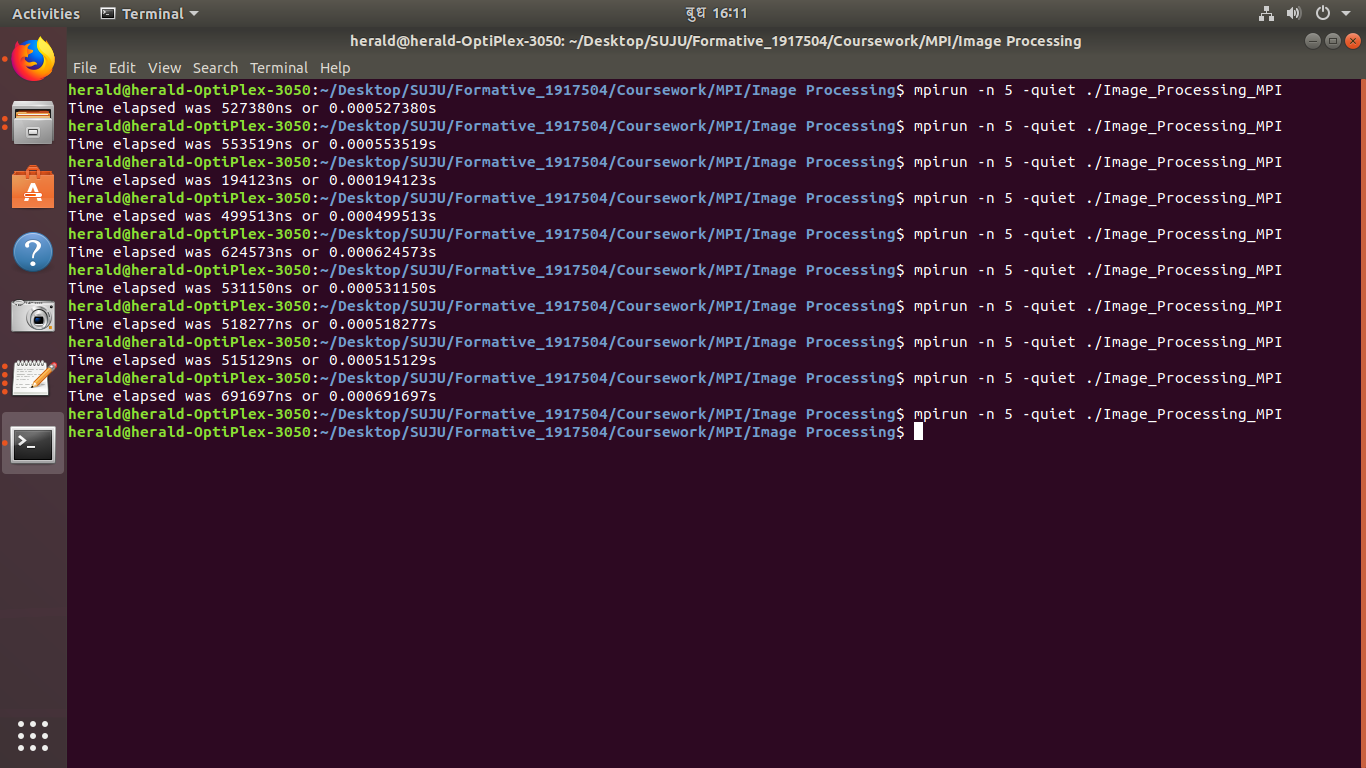 Activities Terminal बुध 16:11
herald@herald-OptiPlex-3050: ~/Desktop/SUJU/Formative_1917504/Coursework/MPI/Image Processing
File Edit View Search Terminal Help
herald@herald-OptiPlex-3050:~/Desktop/SUJU/Formative_1917504/Coursework/MPI/Image Processing$ mpirun -n 5 -quiet ./Image_Processing_MPI
Time elapsed was 527380ns or 0.000527380s
herald@herald-OptiPlex-3050:~/Desktop/SUJU/Formative_1917504/Coursework/MPI/Image Processing$ mpirun -n 5 -quiet ./Image_Processing_MPI
Time elapsed was 553519ns or 0.000553519s
herald@herald-OptiPlex-3050:~/Desktop/SUJU/Formative_1917504/Coursework/MPI/Image Processing$ mpirun -n 5 -quiet ./Image_Processing_MPI
Time elapsed was 194123ns or 0.000194123s
herald@herald-OptiPlex-3050:~/Desktop/SUJU/Formative_1917504/Coursework/MPI/Image Processing$ mpirun -n 5 -quiet ./Image_Processing_MPI
Time elapsed was 499513ns or 0.000499513s
herald@herald-OptiPlex-3050:~/Desktop/SUJU/Formative_1917504/Coursework/MPI/Image Processing$ mpirun -n 5 -quiet ./Image_Processing_MPI
Time elapsed was 624573ns or 0.000624573s
herald@herald-OptiPlex-3050:~/Desktop/SUJU/Formative_1917504/Coursework/MPI/Image Processing$ mpirun -n 5 -quiet ./Image_Processing_MPI
Time elapsed was 531150ns or 0.000531150s
herald@herald-OptiPlex-3050:~/Desktop/SUJU/Formative_1917504/Coursework/MPI/Image Processing$ mpirun -n 5 -quiet ./Image_Processing_MPI
Time elapsed was 518277ns or 0.000518277s
herald@herald-OptiPlex-3050:~/Desktop/SUJU/Formative_1917504/Coursework/MPI/Image Processing$ mpirun -n 5 -quiet ./Image_Processing_MPI
Time elapsed was 515129ns or 0.000515129s
herald@herald-OptiPlex-3050:~/Desktop/SUJU/Formative_1917504/Coursework/MPI/Image Processing$ mpirun -n 5 -quiet ./Image_Processing_MPI
Time elapsed was 691697ns or 0.000691697s
herald@herald-OptiPlex-3050:~/Desktop/SUJU/Formative_1917504/Coursework/MPI/Image Processing$ mpirun -n 5 -quiet ./Image_Processing_MPI
herald@herald-OptiPlex-3050:~/Desktop/SUJU/Formative_1917504/Coursework/MPI/Image Processing$